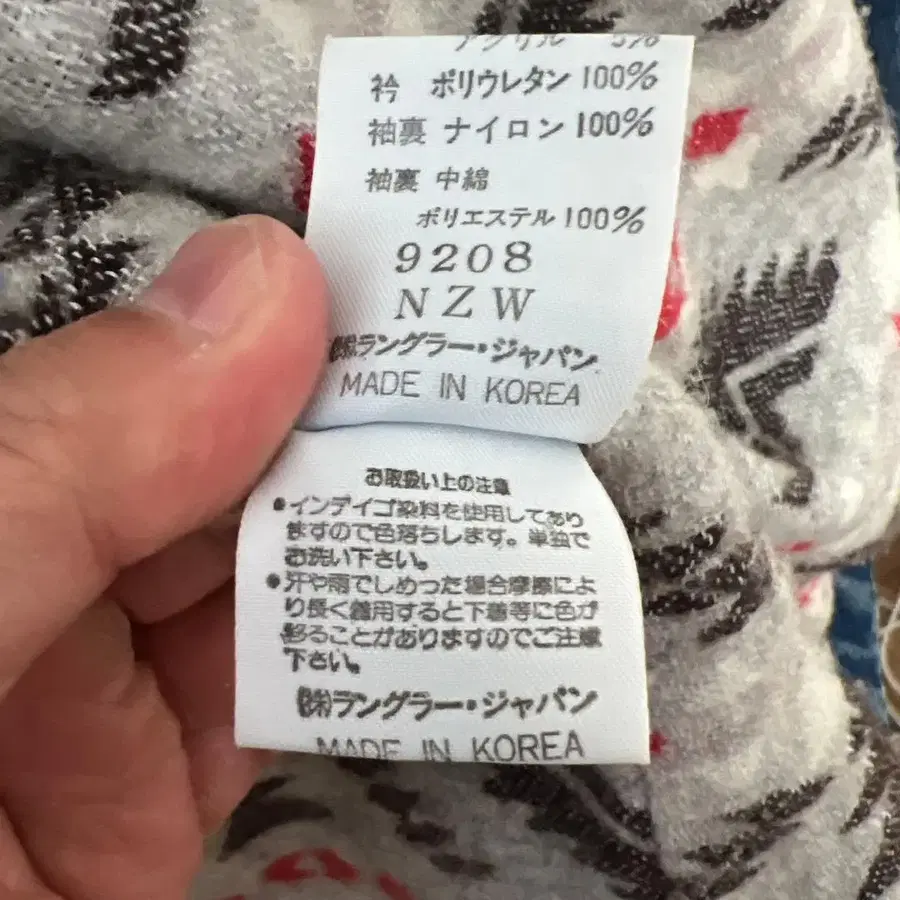 アクリル 5%
衿 ポリウレタン 100%
袖裏 ナイロン 100%
袖裏 中綿
ポリエステル 100%
9208
NZW
㈱ラングラー・ジャパン
MADE IN KOREA
お取扱い上の注意
●インデイゴ染料を使用してあり
ますので色落ちします。単独で
お洗い下さい。
●汗や雨でしめった場合摩擦によ
り長く着用すると下着等に色が
移ることがありますのでご注意
下さい。
㈱ラングラー・ジャパン
MADE IN KOREA